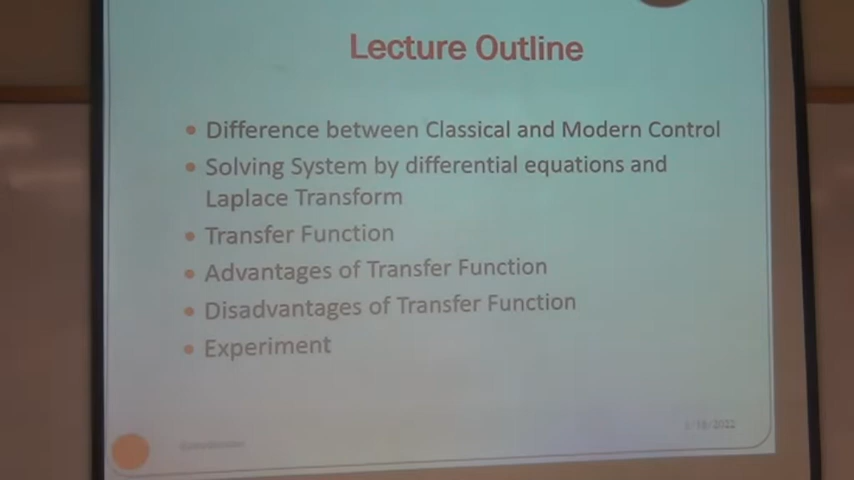 Lecture Outline
• Difference between Classical and Modern Control
• Solving System by differential equations and
Laplace Transform
• Transfer Function
• Advantages of Transfer Function
• Disadvantages of Transfer Function
• Experiment